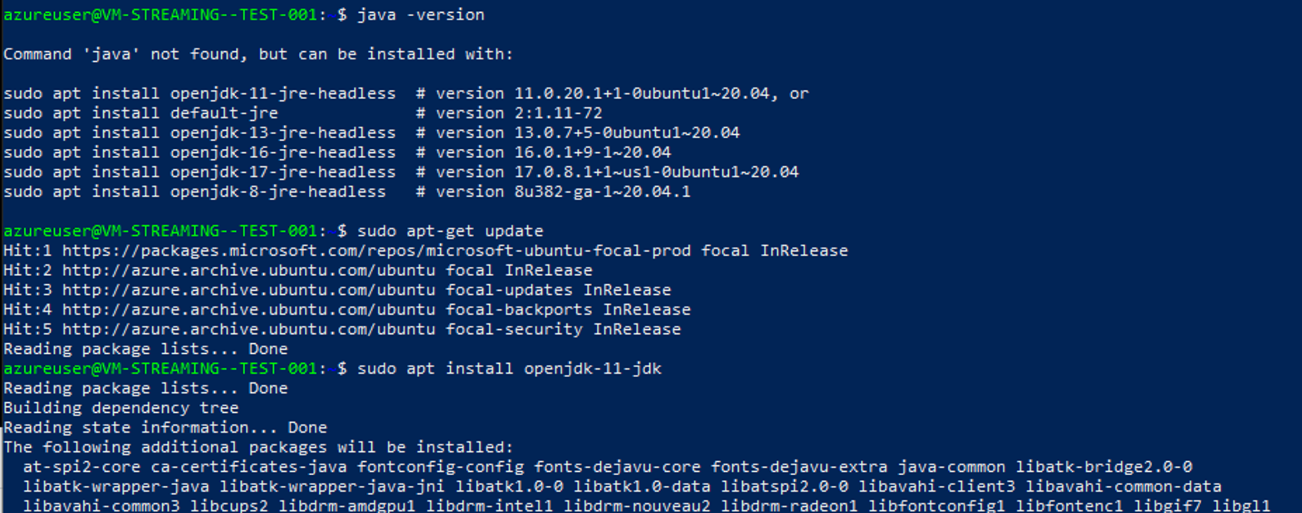 azureuser@VM-STREAMING--TEST-001:~$ java -version
Command 'java' not found, but can be installed with:
sudo apt install openjdk-11-jre-headless  # version 11.0.20.1+1-0ubuntu1~20.04, or
sudo apt install default-jre              # version 2:1.11-72
sudo apt install openjdk-13-jre-headless  # version 13.0.7+5-0ubuntu1~20.04
sudo apt install openjdk-16-jre-headless  # version 16.0.1+9-1~20.04
sudo apt install openjdk-17-jre-headless  # version 17.0.8.1+1~us1-0ubuntu1~20.04
sudo apt install openjdk-8-jre-headless   # version 8u382-ga-1~20.04.1
azureuser@VM-STREAMING--TEST-001:~$ sudo apt-get update
Hit:1 https://packages.microsoft.com/repos/microsoft-ubuntu-focal-prod focal InRelease
Hit:2 http://azure.archive.ubuntu.com/ubuntu focal InRelease
Hit:3 http://azure.archive.ubuntu.com/ubuntu focal-updates InRelease
Hit:4 http://azure.archive.ubuntu.com/ubuntu focal-backports InRelease
Hit:5 http://azure.archive.ubuntu.com/ubuntu focal-security InRelease
Reading package lists... Done
azureuser@VM-STREAMING--TEST-001:~$ sudo apt install openjdk-11-jdk
Reading package lists... Done
Building dependency tree
Reading state information... Done
The following additional packages will be installed:
  at-spi2-core ca-certificates-java fontconfig-config fonts-dejavu-core fonts-dejavu-extra java-common libatk-bridge2.0-0
  libatk-wrapper-java libatk-wrapper-java-jni libatk1.0-0 libatk1.0-data libatspi2.0-0 libavahi-client3 libavahi-common-data
  libavahi-common3 libcups2 libdrm-amdgpu1 libdrm-intel1 libdrm-nouveau2 libdrm-radeon1 libfontconfig1 libfontenc1 libgif7 libgl1